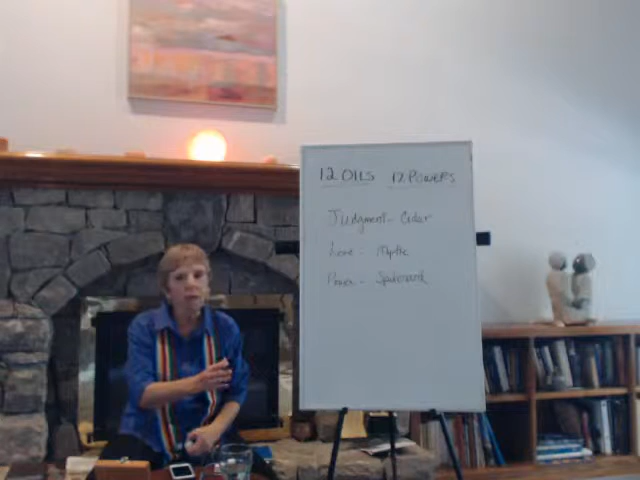 12 OILS 12 POWERS
Judgment - Cedar
Love - Myrtle
Power - Spikenard